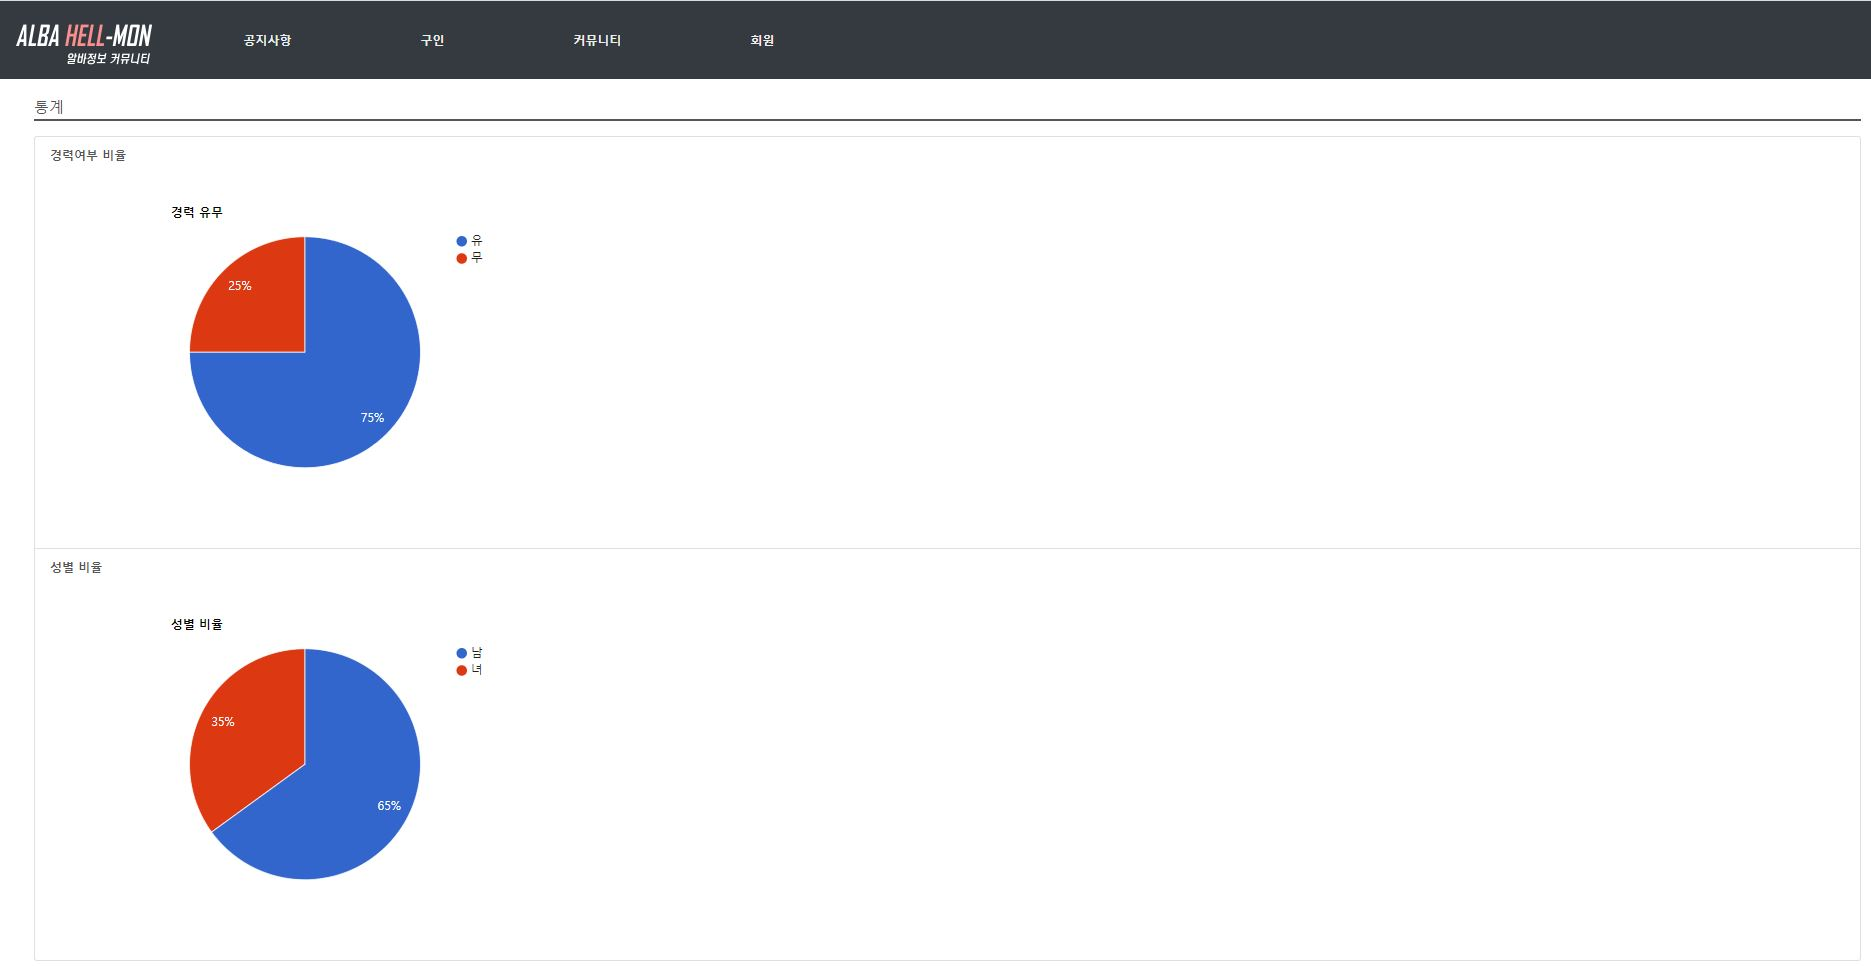 ALBA HELL-MON
알바정보 커뮤니티
공지사항 구인 커뮤니티 회원
통계
경력여부 비율
경력 유무
유
무
25%
75%
성별 비율
성별 비율
남
녀
35%
65%